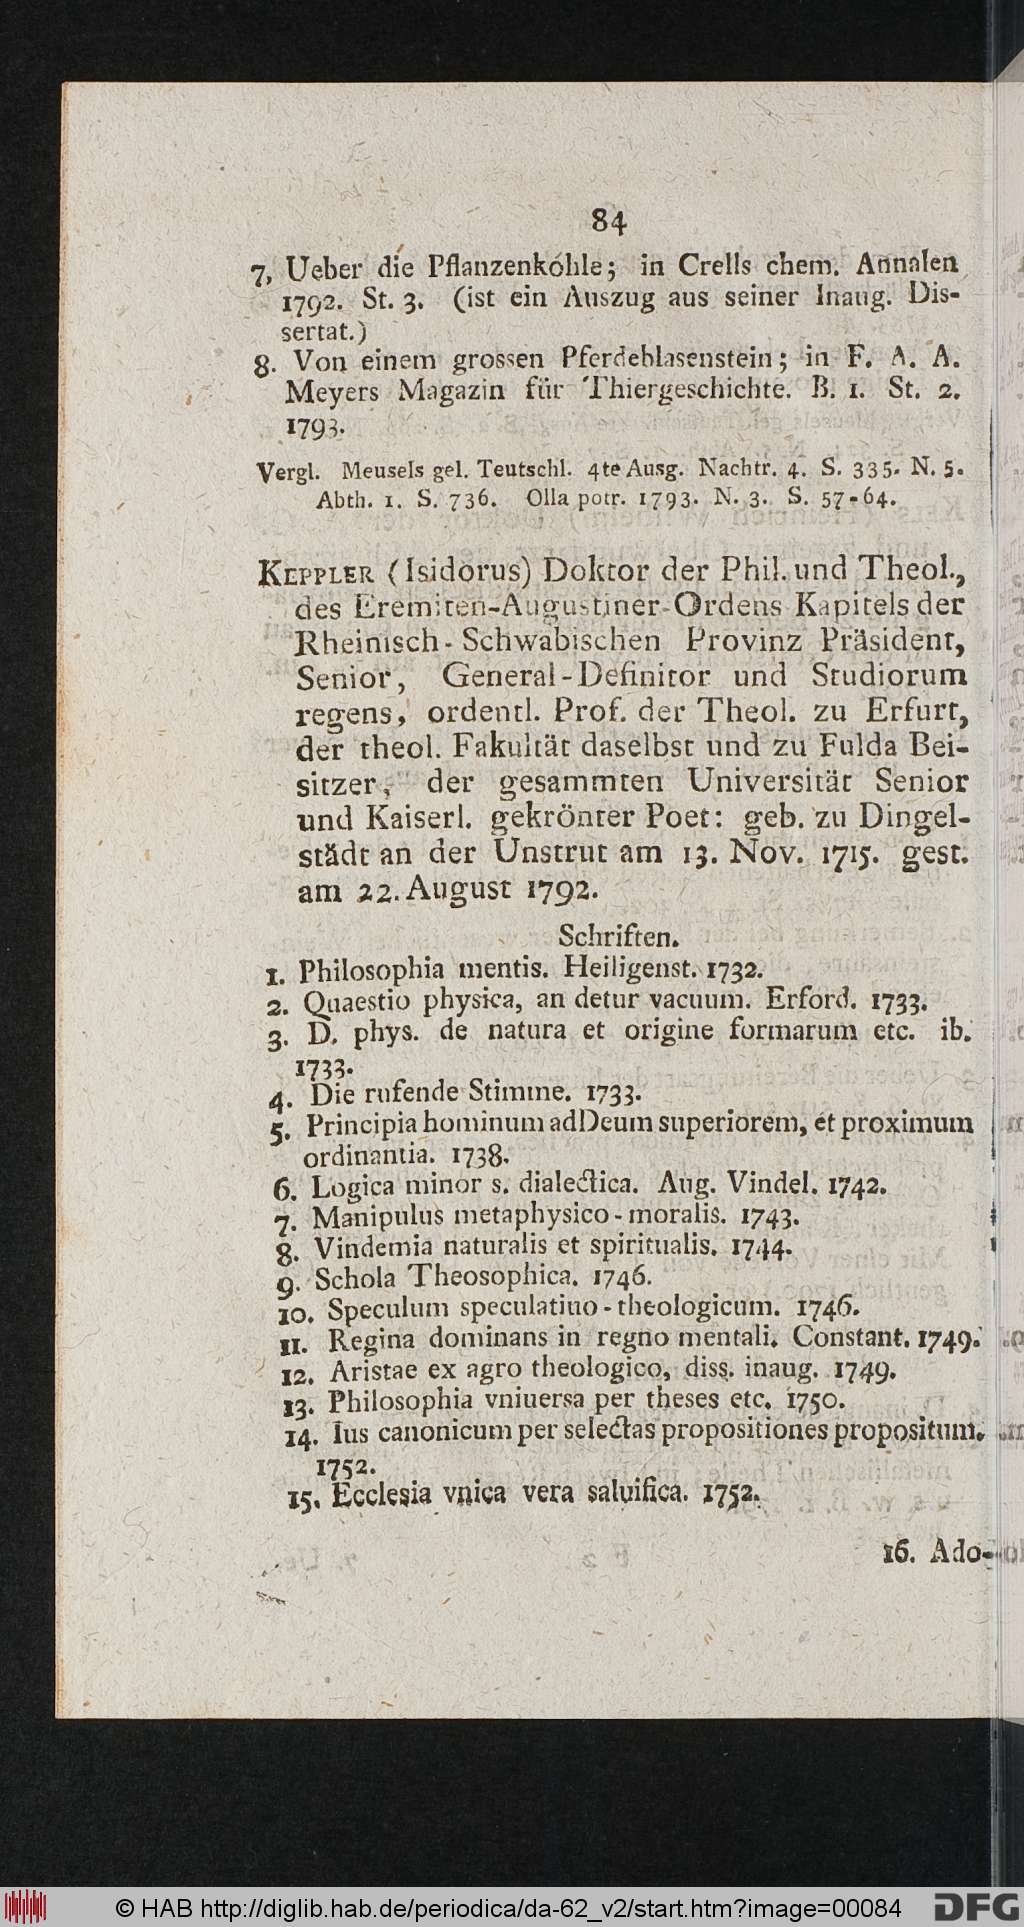 84
7, Ueber die Pflanzenkohle; in Crells chem. Annalen
1792. St. 3. (ist ein Auszug aus seiner Inaug. Dis-
sertat.)
8. Von einem grossen Pferdeblasenstein; in F. A. A.
Meyers Magazin für Thiergeschichte. B. 1. St. 2.
1793.
Vergl. Meusels gel. Teutschl. 4te Ausg. Nachtr. 4. S. 335. N. 5.
Abth. 1. S. 736. Olla potr. 1793. N. 3. S. 57-64.
KEPPLER (Isidorus) Doktor der Phil. und Theol.,
des Eremiten-Augustiner-Ordens Kapitels der
Rheinisch-Schwäbischen Provinz Präsident,
Senior, General-Definitor und Studiorum
regens, ordentl. Prof. der Theol. zu Erfurt,
der theol. Fakultät daselbst und zu Fulda Bei-
sitzer, der gesammten Universität Senior
und Kaiserl. gekrönter Poet: geb. zu Dingel-
städt an der Unstrut am 13. Nov. 1715. gest.
am 22. August 1792.
Schriften.
1. Philosophia mentis. Heiligenst. 1732.
2. Quaestio physica, an detur vacuum. Erford. 1733.
3. D. phys. de natura et origine formarum etc. ib.
1733.
4. Die rufende Stimme. 1733.
5. Principia hominum ad Deum superiorem, et proximum
ordinantia. 1738.
6. Logica minor s. dialectica. Aug. Vindel. 1742.
7. Manipulus metaphysico-moralis. 1743.
8. Vindemia naturalis et spiritualis. 1744.
9. Schola Theosophica. 1746.
10. Speculum speculatiuo-theologicum. 1746.
11. Regina dominans in regno mentali. Constant. 1749.
12. Aristae ex agro theologico, diss. inaug. 1749.
13. Philosophia vniuersa per theses etc. 1750.
14. Ius canonicum per selectas propositiones propositum.
1752.
15. Ecclesia vnica vera saluifica. 1752.
16. Ado-
© HAB http://diglib.hab.de/periodica/da-62_v2/start.htm?image=00084
DFG